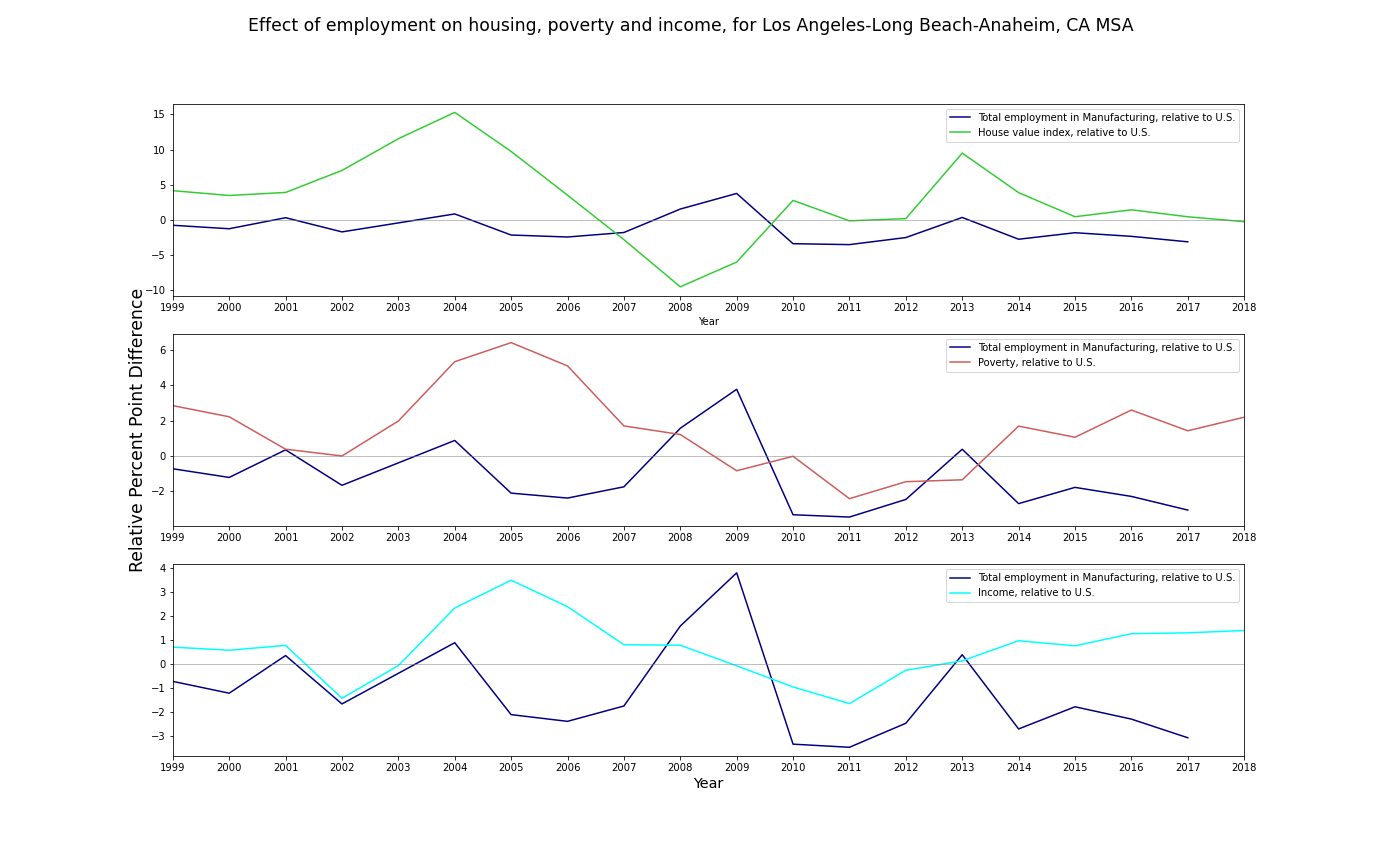 Effect of employment on housing, poverty and income, for Los Angeles-Long Beach-Anaheim, CA MSA
Relative Percent Point Difference
15
10
5
0
−5
−10
Total employment in Manufacturing, relative to U.S.
House value index, relative to U.S.
1999 2000 2001 2002 2003 2004 2005 2006 2007 2008 2009 2010 2011 2012 2013 2014 2015 2016 2017 2018
Year
6
4
2
0
−2
Total employment in Manufacturing, relative to U.S.
Poverty, relative to U.S.
1999 2000 2001 2002 2003 2004 2005 2006 2007 2008 2009 2010 2011 2012 2013 2014 2015 2016 2017 2018
4
3
2
1
0
−1
−2
−3
Total employment in Manufacturing, relative to U.S.
Income, relative to U.S.
1999 2000 2001 2002 2003 2004 2005 2006 2007 2008 2009 2010 2011 2012 2013 2014 2015 2016 2017 2018
Year